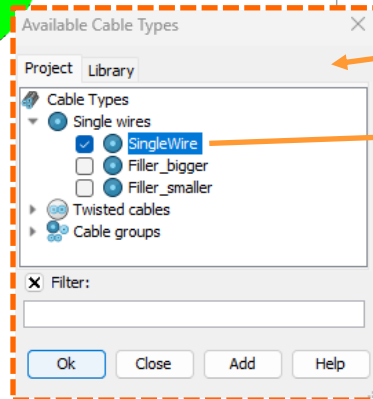 Available Cable Types
Project Library
Cable Types
Single wires
SingleWire
Filler_bigger
Filler_smaller
Twisted cables
Cable groups
Filter:
Ok Close Add Help